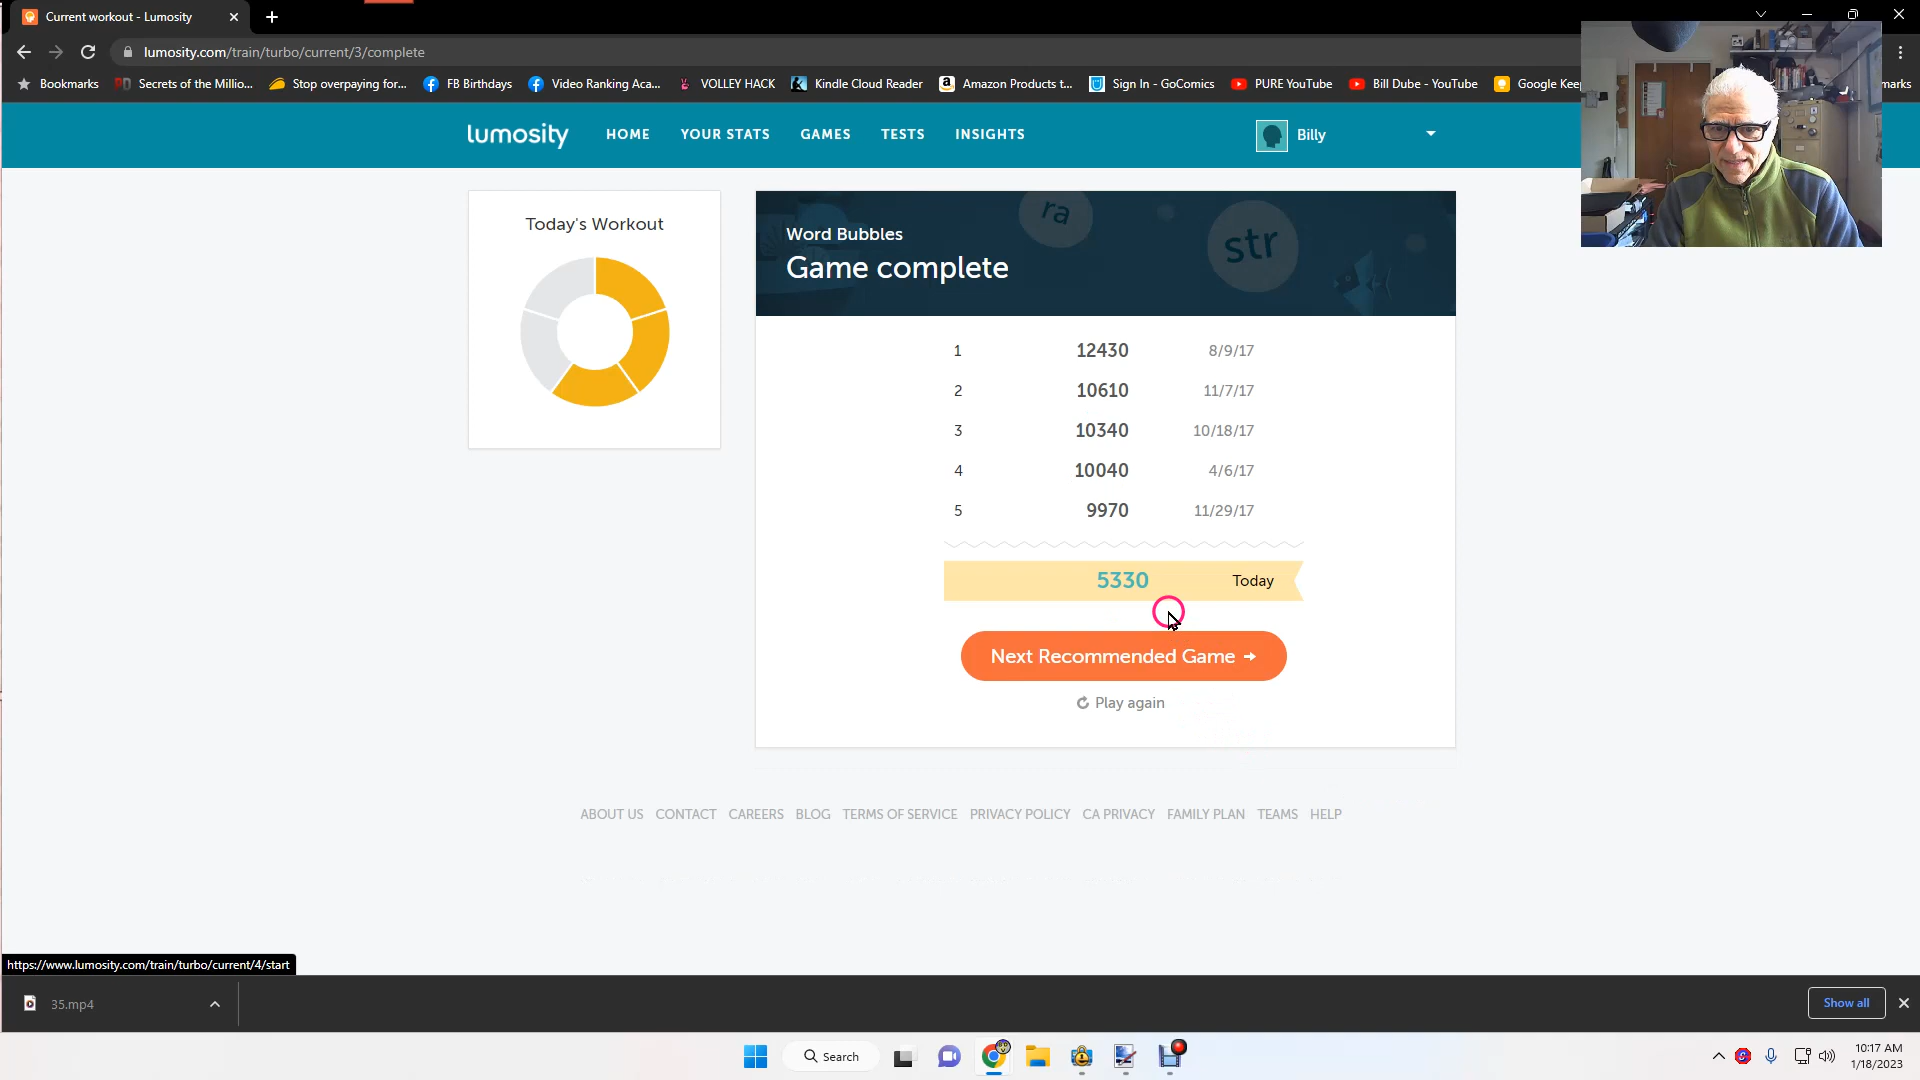 Current workout - Lumosity
lumosity.com/train/turbo/current/3/complete
Bookmarks Secrets of the Millio... Stop overpaying for... FB Birthdays Video Ranking Aca... VOLLEY HACK Kindle Cloud Reader Amazon Products t... Sign In - GoComics PURE YouTube Bill Dube - YouTube Google Keep marks
lumosity HOME YOUR STATS GAMES TESTS INSIGHTS Billy
Today's Workout
Word Bubbles
Game complete
ra
str
1 12430 8/9/17
2 10610 11/7/17
3 10340 10/18/17
4 10040 4/6/17
5 9970 11/29/17
5330 Today
Next Recommended Game
Play again
ABOUT US CONTACT CAREERS BLOG TERMS OF SERVICE PRIVACY POLICY CA PRIVACY FAMILY PLAN TEAMS HELP
https://www.lumosity.com/train/turbo/current/4/start
35.mp4
Show all
Search
10:17 AM
1/18/2023